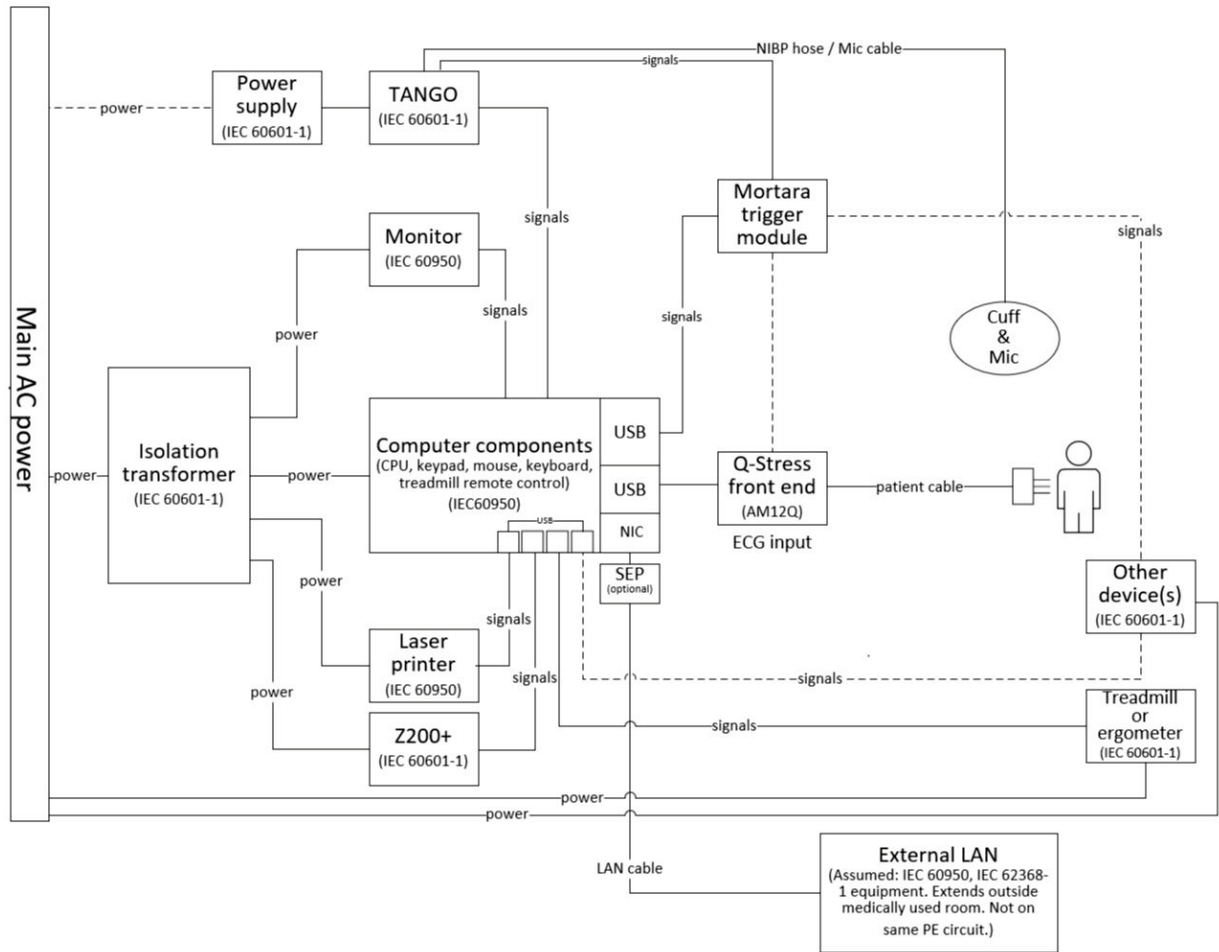 NIBP hose / Mic cable
signals
Power
supply
(IEC 60601-1)
TANGO
(IEC 60601-1)
power
Mortara
trigger
module
signals
signals
Monitor
(IEC 60950)
signals
power
signals
Cuff
&
Mic
Main AC power
Isolation
transformer
(IEC 60601-1)
power
power
Computer components
(CPU, keypad, mouse, keyboard,
treadmill remote control)
(IEC60950)
USB
USB
NIC
USB
Q-Stress
front end
(AM12Q)
ECG input
patient cable
SEP
(optional)
Other
device(s)
(IEC 60601-1)
power
signals
Laser
printer
(IEC 60950)
signals
signals
power
Z200+
(IEC 60601-1)
signals
Treadmill
or
ergometer
(IEC 60601-1)
power
power
LAN cable
External LAN
(Assumed: IEC 60950, IEC 62368-
1 equipment. Extends outside
medically used room. Not on
same PE circuit.)